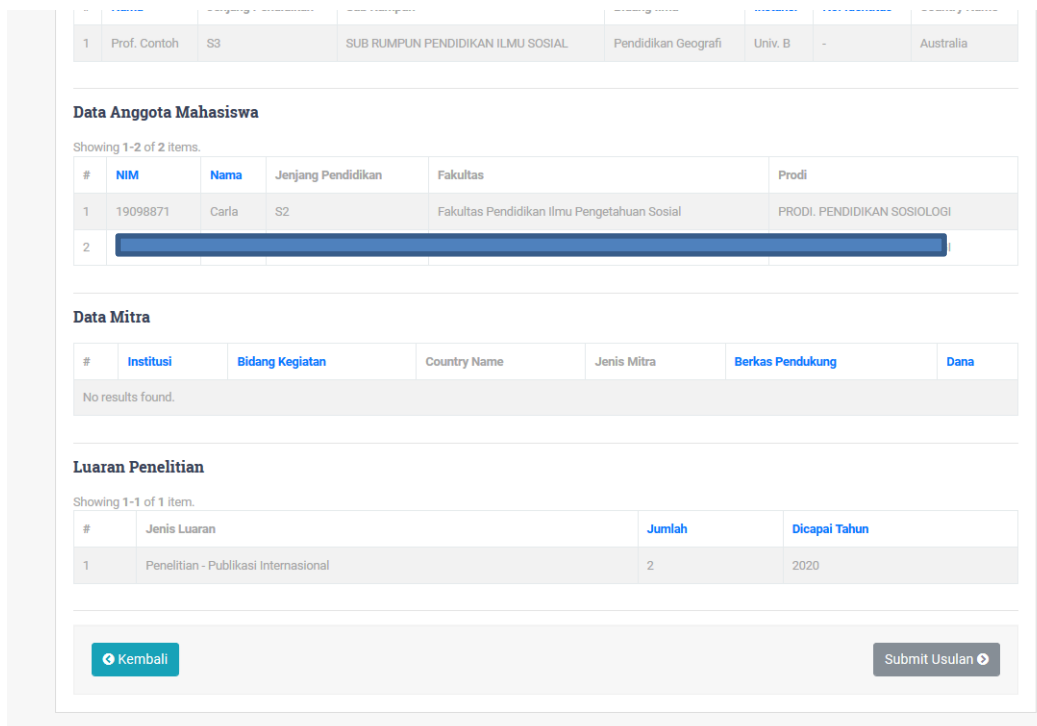 1 Prof. Contoh S3 SUB RUMPUN PENDIDIKAN ILMU SOSIAL Pendidikan Geografi Univ. B - Australia
Data Anggota Mahasiswa
Showing 1-2 of 2 items.
# NIM Nama Jenjang Pendidikan Fakultas Prodi
1 19098871 Carla S2 Fakultas Pendidikan Ilmu Pengetahuan Sosial PRODI. PENDIDIKAN SOSIOLOGI
2
Data Mitra
# Institusi Bidang Kegiatan Country Name Jenis Mitra Berkas Pendukung Dana
No results found.
Luaran Penelitian
Showing 1-1 of 1 item.
# Jenis Luaran Jumlah Dicapai Tahun
1 Penelitian - Publikasi Internasional 2 2020
Kembali
Submit Usulan